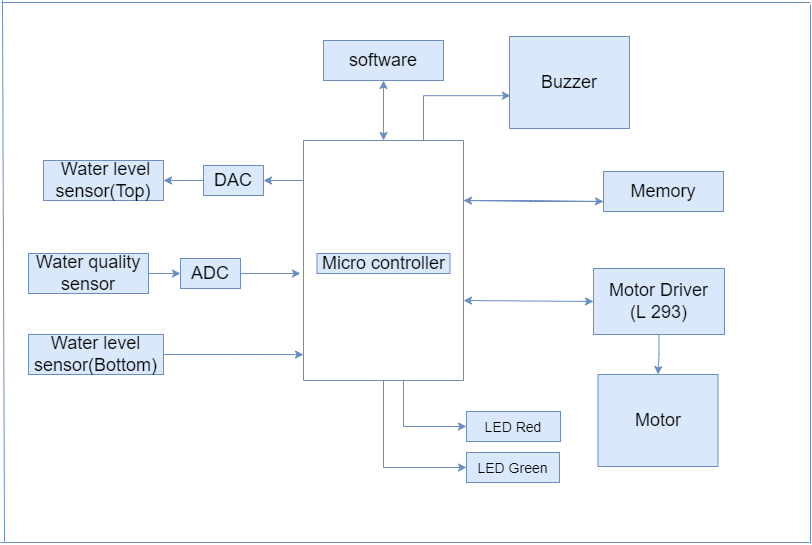 software
Buzzer
Water level
sensor(Top)
DAC
Memory
Water quality
sensor
ADC
Micro controller
Motor Driver
(L 293)
Water level
sensor(Bottom)
Motor
LED Red
LED Green